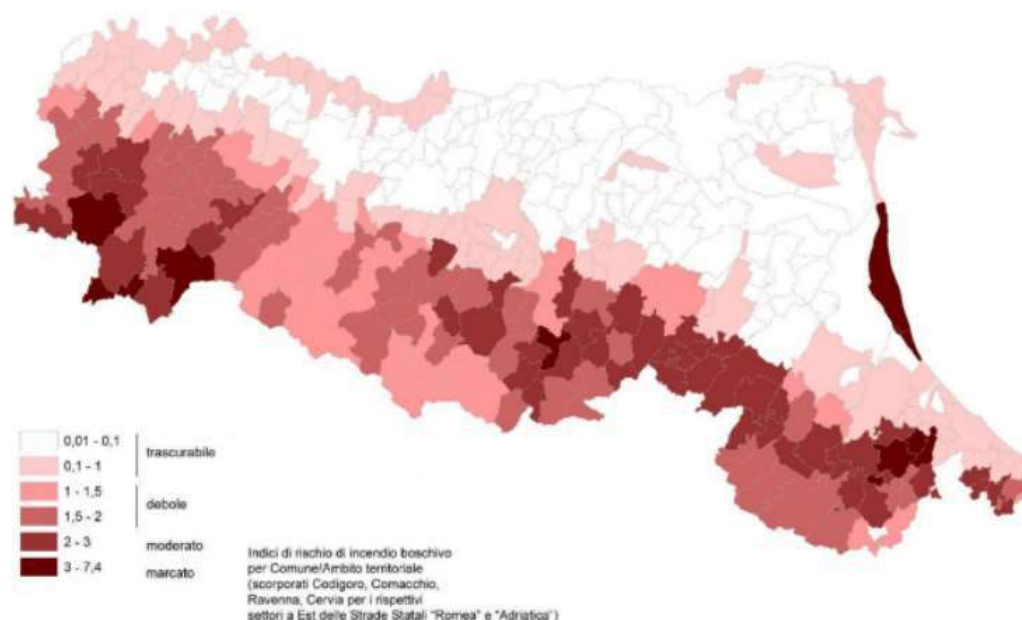 0,01 - 0,1
trascurabile
0,1 - 1
1 - 1,5
debole
1,5 - 2
2 - 3
moderato
3 - 7,4
marcato
Indici di rischio di incendio boschivo
per Comune/Ambito territoriale
(scorporati Codigoro, Comacchio,
Ravenna, Cervia per i rispettivi
settori a Est delle Strade Statali "Romea" e "Adriatica")